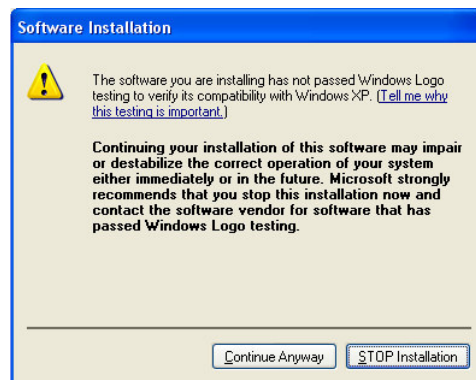 Software Installation
The software you are installing has not passed Windows Logo
testing to verify its compatibility with Windows XP. (Tell me why
this testing is important.)
Continuing your installation of this software may impair
or destabilize the correct operation of your system
either immediately or in the future. Microsoft strongly
recommends that you stop this installation now and
contact the software vendor for software that has
passed Windows Logo testing.
Continue Anyway STOP Installation